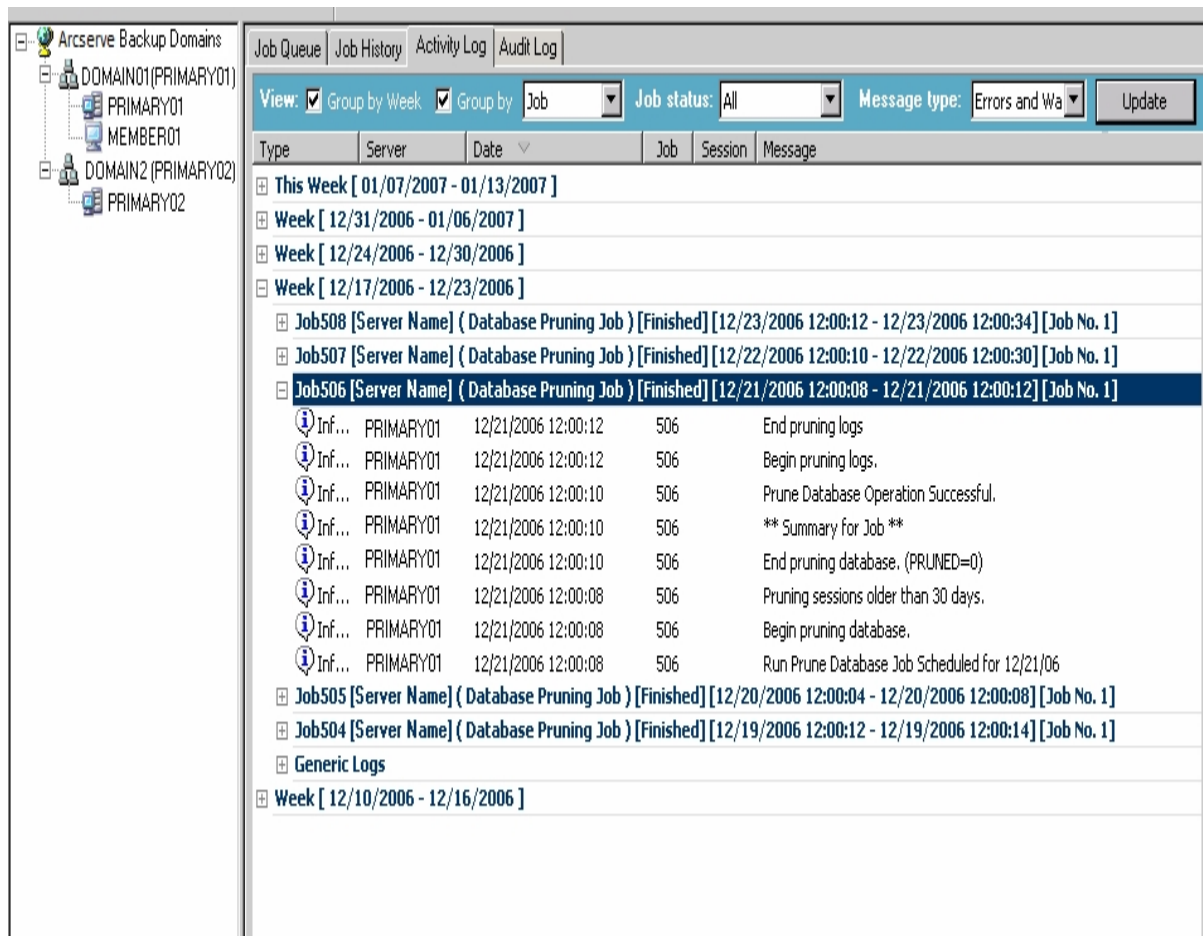 Arcserve Backup Domains
DOMAIN01(PRIMARY01)
PRIMARY01
MEMBER01
DOMAIN2 (PRIMARY02)
PRIMARY02
Job Queue Job History Activity Log Audit Log
View: Group by Week Group by Job Job status: All Message type: Errors and Wa Update
Type Server Date Job Session Message
This Week [ 01/07/2007 - 01/13/2007 ]
Week [ 12/31/2006 - 01/06/2007 ]
Week [ 12/24/2006 - 12/30/2006 ]
Week [ 12/17/2006 - 12/23/2006 ]
Job508 [Server Name] ( Database Pruning Job ) [Finished] [12/23/2006 12:00:12 - 12/23/2006 12:00:34] [Job No. 1]
Job507 [Server Name] ( Database Pruning Job ) [Finished] [12/22/2006 12:00:10 - 12/22/2006 12:00:30] [Job No. 1]
Job506 [Server Name] ( Database Pruning Job ) [Finished] [12/21/2006 12:00:08 - 12/21/2006 12:00:12] [Job No. 1]
Inf... PRIMARY01 12/21/2006 12:00:12 506 End pruning logs
Inf... PRIMARY01 12/21/2006 12:00:12 506 Begin pruning logs.
Inf... PRIMARY01 12/21/2006 12:00:10 506 Prune Database Operation Successful.
Inf... PRIMARY01 12/21/2006 12:00:10 506 ** Summary for Job **
Inf... PRIMARY01 12/21/2006 12:00:10 506 End pruning database. (PRUNED=0)
Inf... PRIMARY01 12/21/2006 12:00:08 506 Pruning sessions older than 30 days.
Inf... PRIMARY01 12/21/2006 12:00:08 506 Begin pruning database.
Inf... PRIMARY01 12/21/2006 12:00:08 506 Run Prune Database Job Scheduled for 12/21/06
Job505 [Server Name] ( Database Pruning Job ) [Finished] [12/20/2006 12:00:04 - 12/20/2006 12:00:08] [Job No. 1]
Job504 [Server Name] ( Database Pruning Job ) [Finished] [12/19/2006 12:00:12 - 12/19/2006 12:00:14] [Job No. 1]
Generic Logs
Week [ 12/10/2006 - 12/16/2006 ]